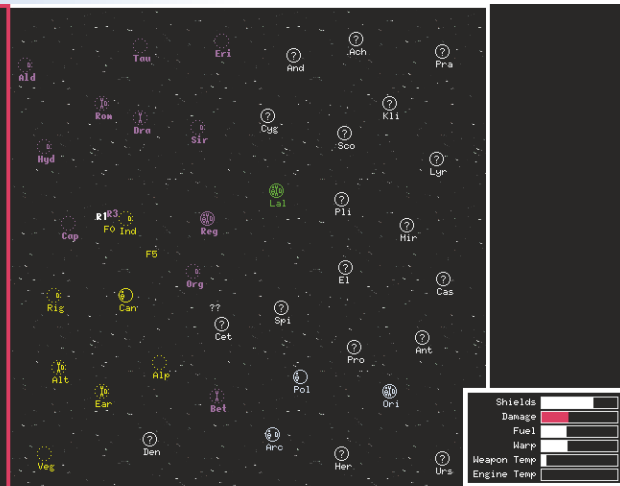 Tau
Eri
?
Ach
?
And
?
Pra
Ald
Rom
Dra
Sir
?
Cyg
?
Kli
?
Sco
Hyd
?
Lyr
Lal
?
Pli
R1
R3
F0
Ind
Cap
Reg
?
Mir
F5
Org
?
El
?
Cas
Rig
Can
??
?
Cet
?
Spi
?
Pro
?
Ant
Alt
Alp
Ear
Bet
Pol
Ori
?
Den
Arc
Veg
?
Her
?
Urs
Shields
Damage
Fuel
Warp
Weapon Temp
Engine Temp